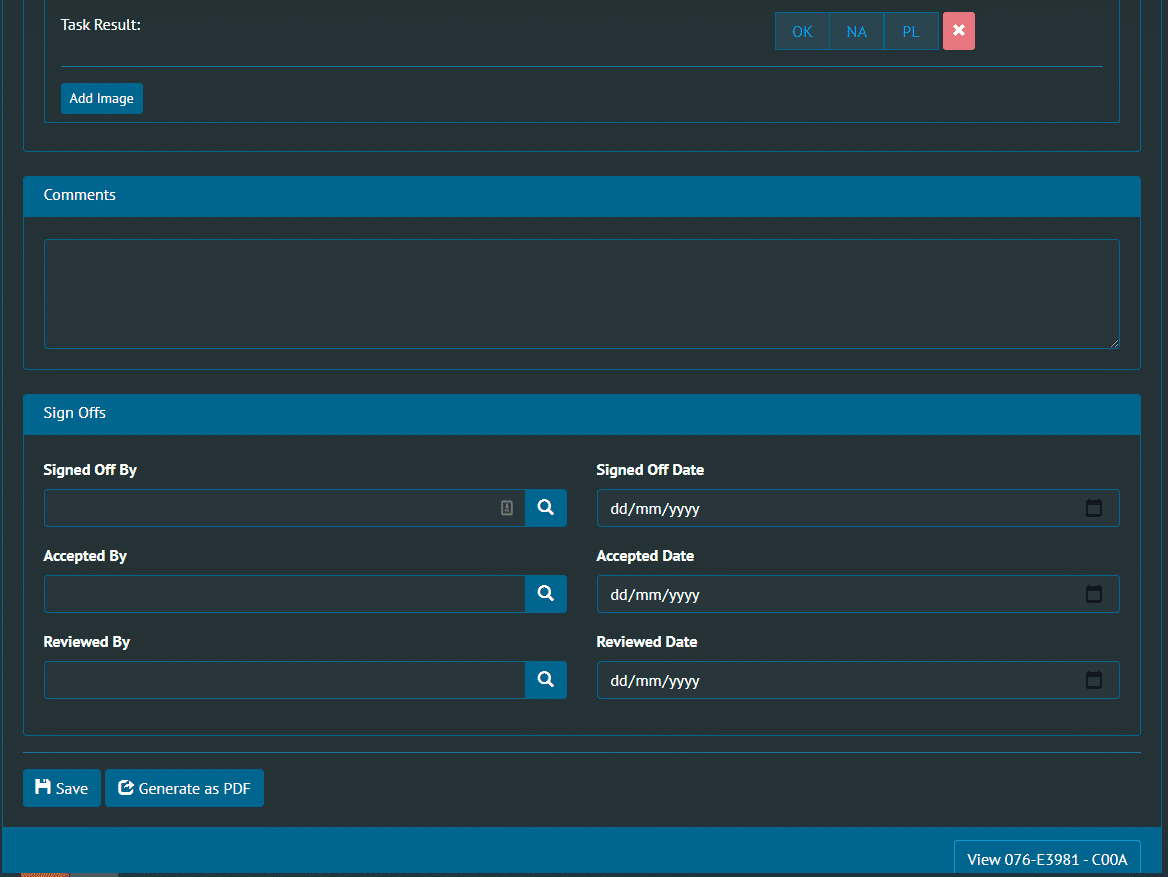 Task Result:
OK NA PL
Add Image
Comments
Sign Offs
Signed Off By Signed Off Date
dd/mm/yyyy
Accepted By Accepted Date
dd/mm/yyyy
Reviewed By Reviewed Date
dd/mm/yyyy
Save Generate as PDF
View 076-E3981 - C00A